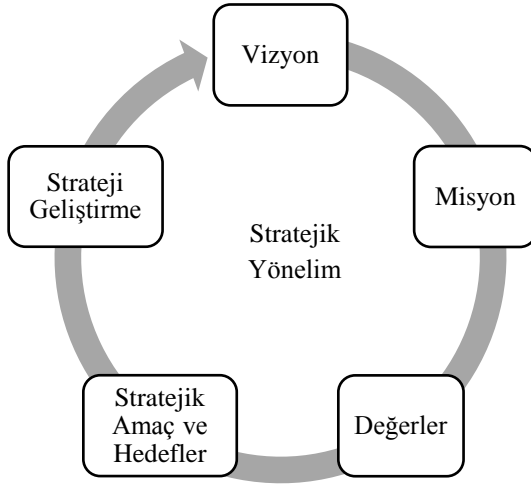 Vizyon
Misyon
Değerler
Stratejik
Amaç ve
Hedefler
Strateji
Geliştirme
Stratejik
Yönelim